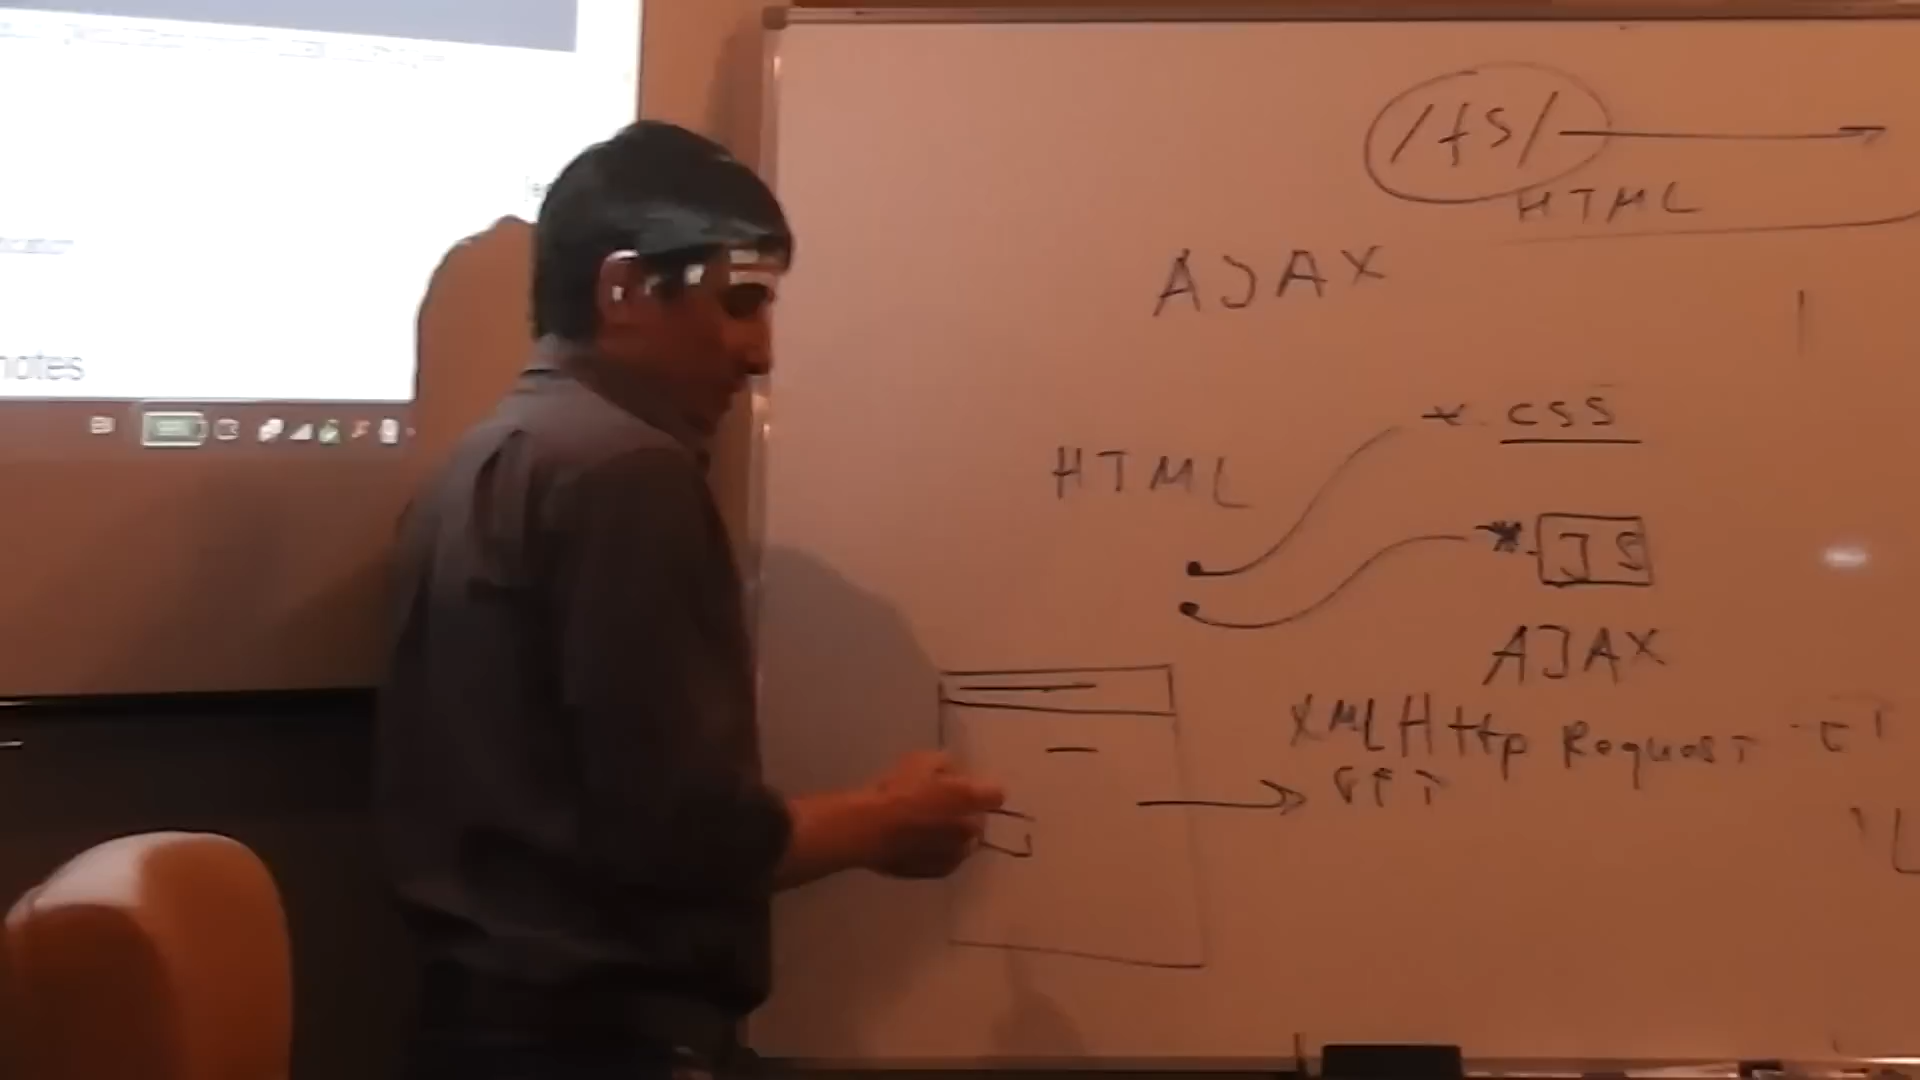 notes
/fs/
HTML
AJAX
*.css
HTML
*.JS
AJAX
XMLHttpRequest
GET